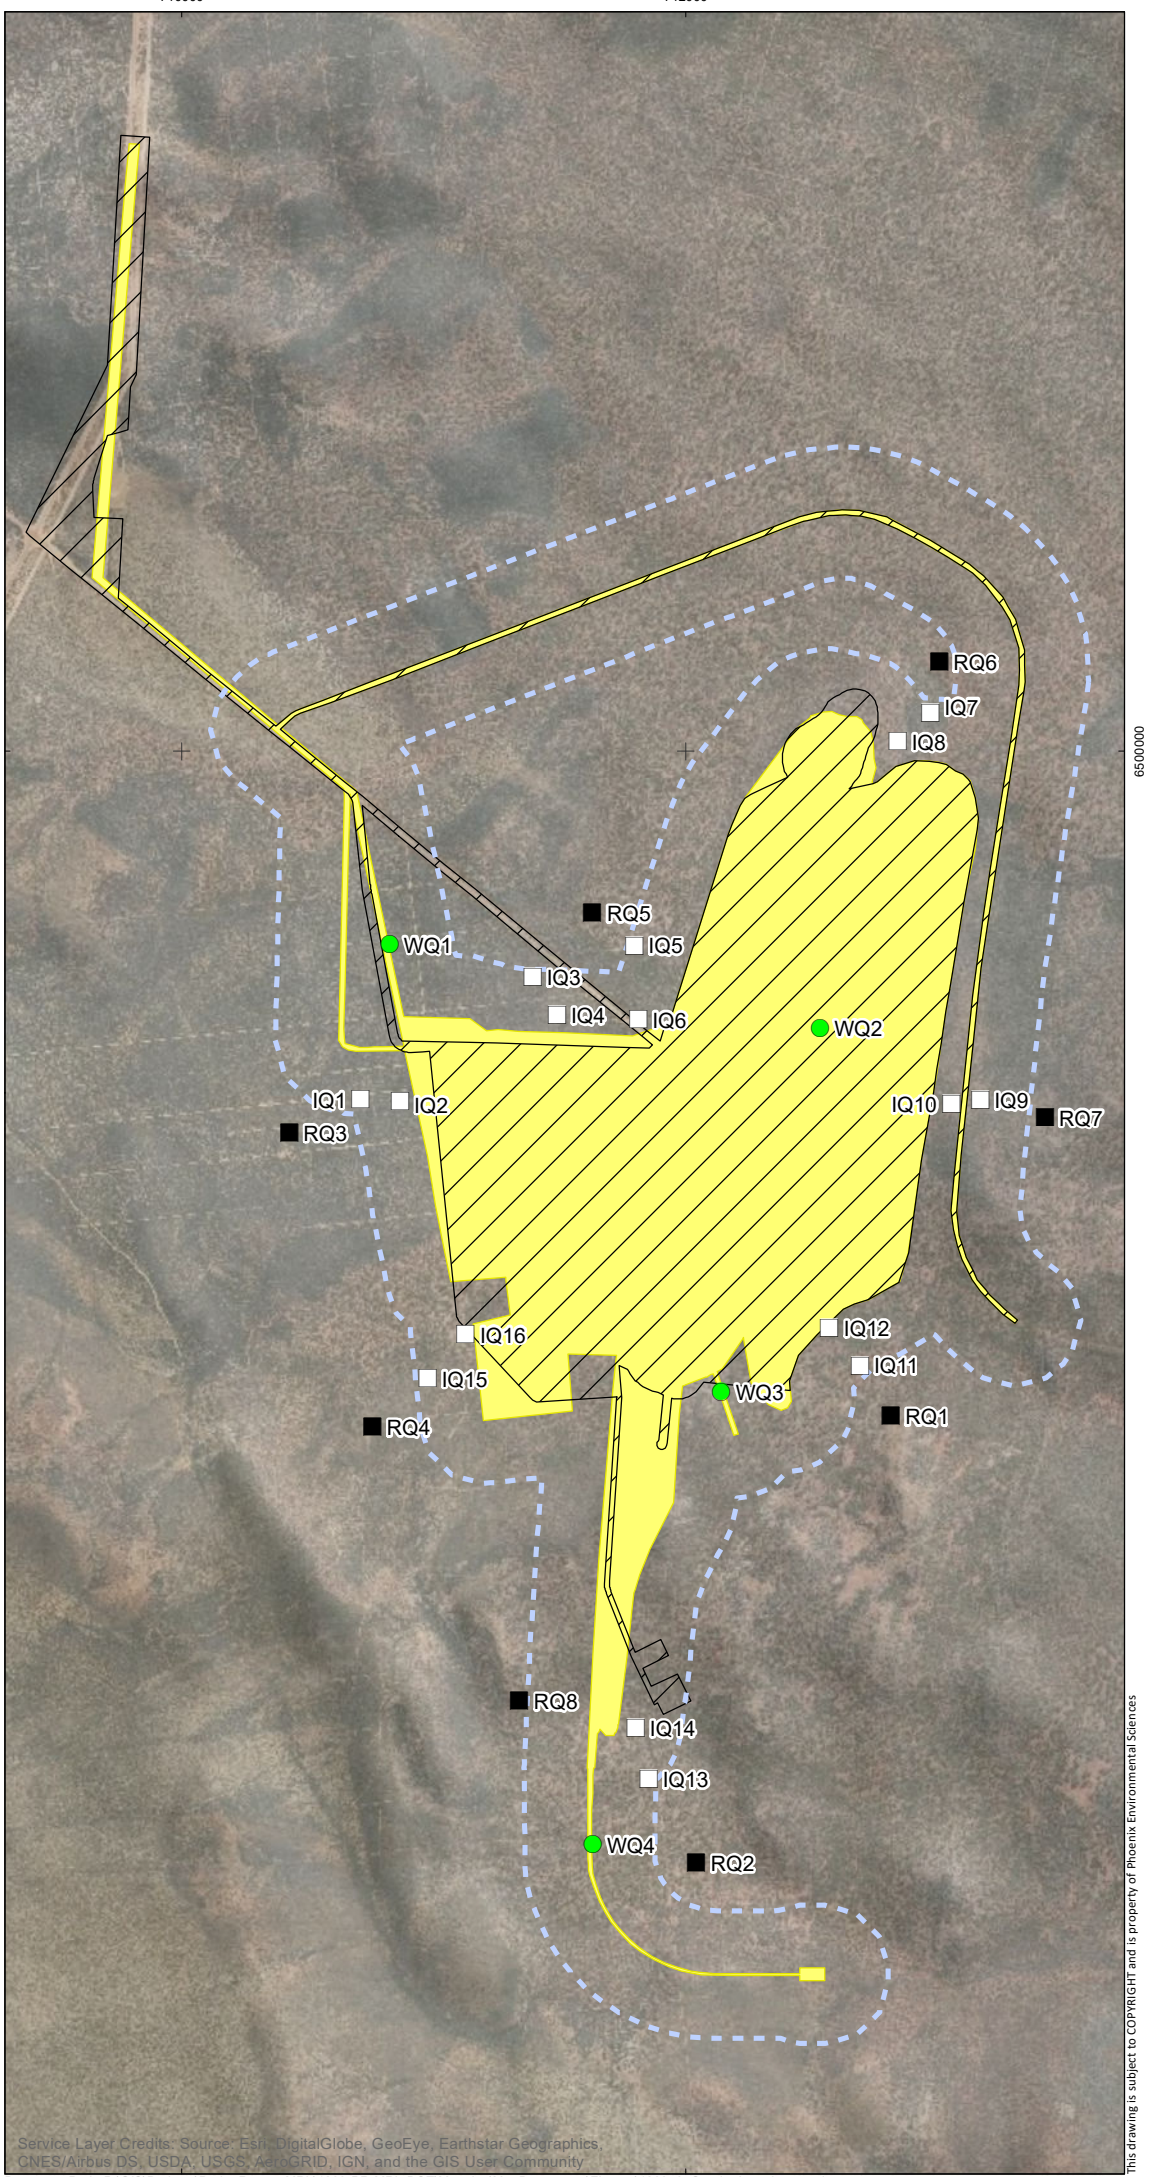 RQ6
IQ7
IQ8
6500000
RQ5
WQ1
IQ5
IQ3
IQ4
IQ6
WQ2
IQ1
IQ2
IQ10
IQ9
RQ7
RQ3
IQ16
IQ12
IQ15
IQ11
WQ3
RQ4
RQ1
RQ8
IQ14
IQ13
WQ4
RQ2
This drawing is subject to COPYRIGHT and is property of Phoenix Environmental Sciences
Service Layer Credits: Source: Esri, DigitalGlobe, GeoEye, Earthstar Geographics,
CNES/Airbus DS, USDA, USGS, AeroGRID, IGN, and the GIS User Community